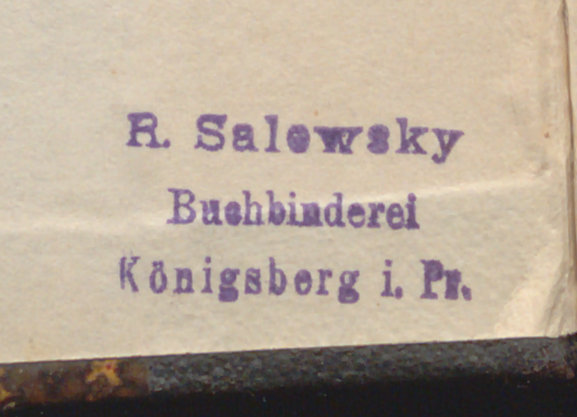 R. Salewsky
Buchbinderei
Königsberg i. Pr.